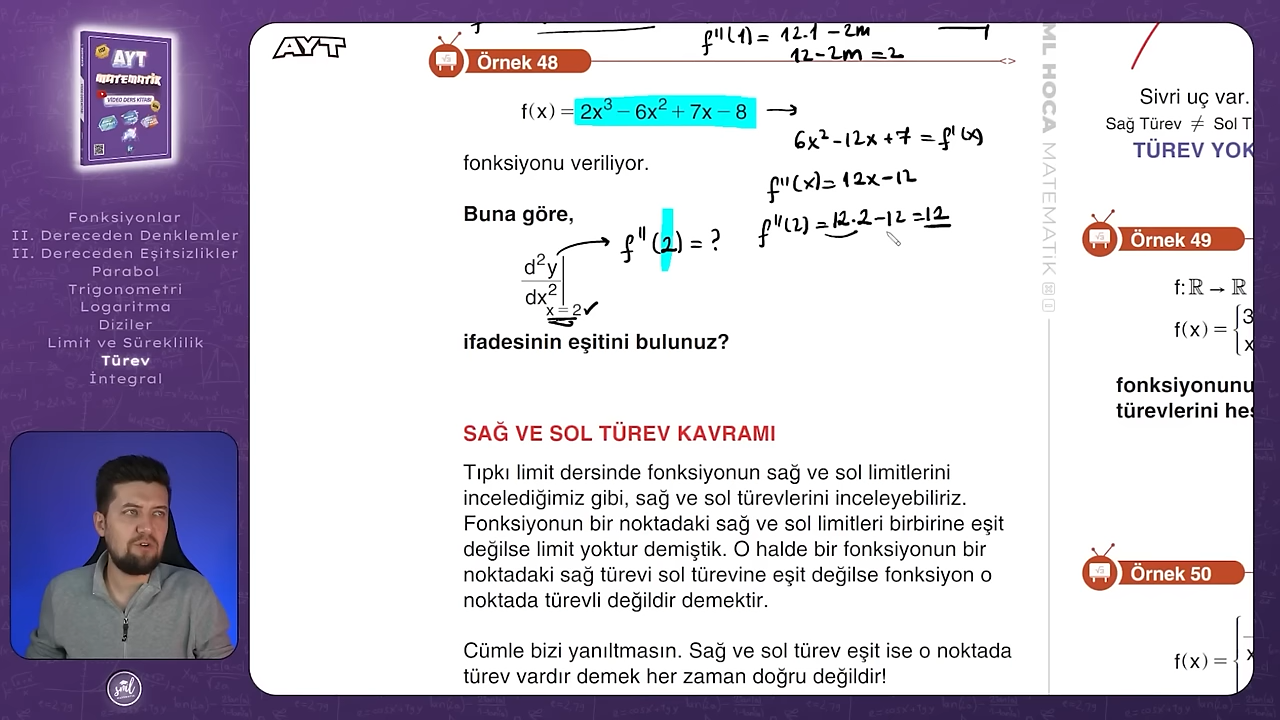 AYT
MATEMATİK
VİDEO DERS KİTABI
Fonksiyonlar
II. Dereceden Denklemler
II. Dereceden Eşitsizlikler
Parabol
Trigonometri
Logaritma
Diziler
Limit ve Süreklilik
Türev
İntegral
sml
AYT
f''(1) = 12.1 - 2m
12 - 2m = 2
Örnek 48
f(x) = 2x³ – 6x² + 7x – 8 →
6x² - 12x + 7 = f'(x)
fonksiyonu veriliyor.
f''(x) = 12x - 12
Buna göre,
f''(2) = 12.2 - 12 = 12
f''(2) = ?
d²y
dx²
x = 2 ✓
ifadesinin eşitini bulunuz?
SAĞ VE SOL TÜREV KAVRAMI
Tıpkı limit dersinde fonksiyonun sağ ve sol limitlerini
incelediğimiz gibi, sağ ve sol türevlerini inceleyebiliriz.
Fonksiyonun bir noktadaki sağ ve sol limitleri birbirine eşit
değilse limit yoktur demiştik. O halde bir fonksiyonun bir
noktadaki sağ türevi sol türevine eşit değilse fonksiyon o
noktada türevli değildir demektir.
Cümle bizi yanıltmasın. Sağ ve sol türev eşit ise o noktada
türev vardır demek her zaman doğru değildir!
ML HOCA MATEMATİK
Sivri uç var.
Sağ Türev ≠ Sol T
TÜREV YOK
Örnek 49
f: ℝ → ℝ
f(x) = { 3
x
fonksiyonunu
türevlerini hes
Örnek 50
f(x) = {
x